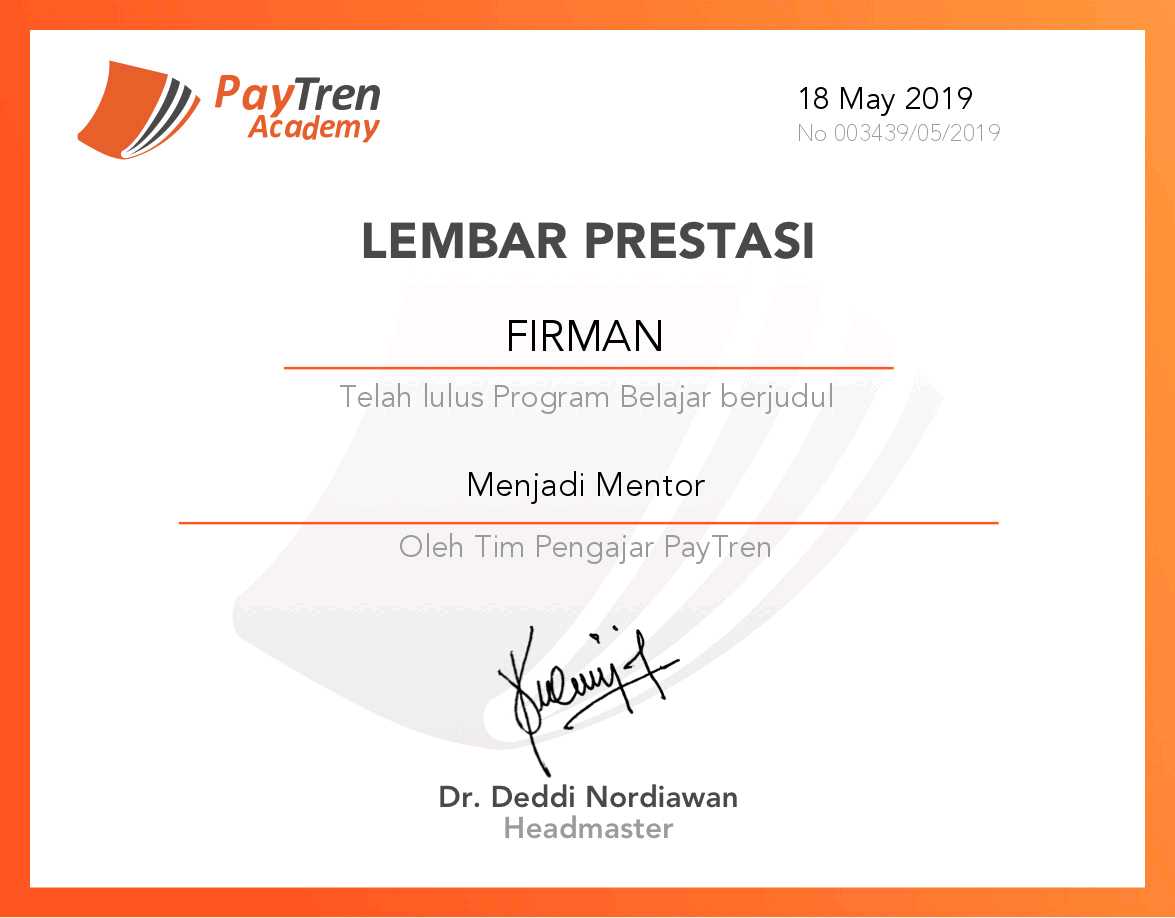 PayTren
Academy
18 May 2019
No 003439/05/2019
LEMBAR PRESTASI
FIRMAN
Telah lulus Program Belajar berjudul
Menjadi Mentor
Oleh Tim Pengajar PayTren
Dr. Deddi Nordiawan
Headmaster